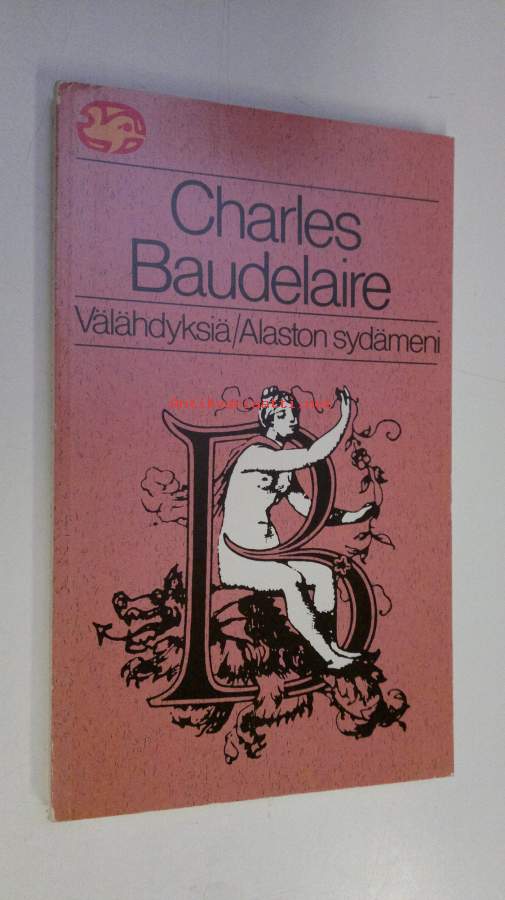 Charles
Baudelaire
Välähdyksiä/Alaston sydämeni
B